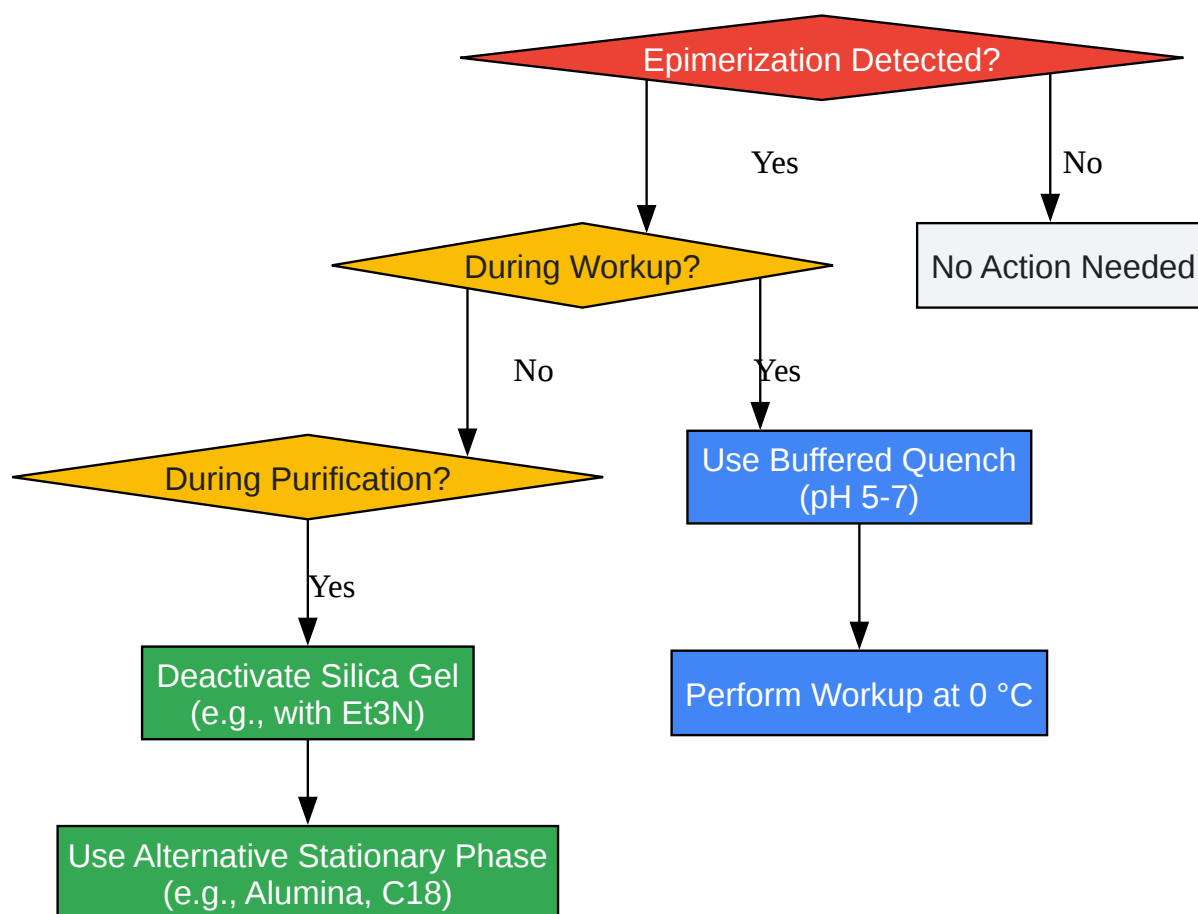 Epimerization Detected?
Yes
No
During Workup?
No Action Needed
No
Yes
During Purification?
Use Buffered Quench
(pH 5-7)
Yes
Deactivate Silica Gel
(e.g., with Et3N)
Perform Workup at 0 °C
Use Alternative Stationary Phase
(e.g., Alumina, C18)